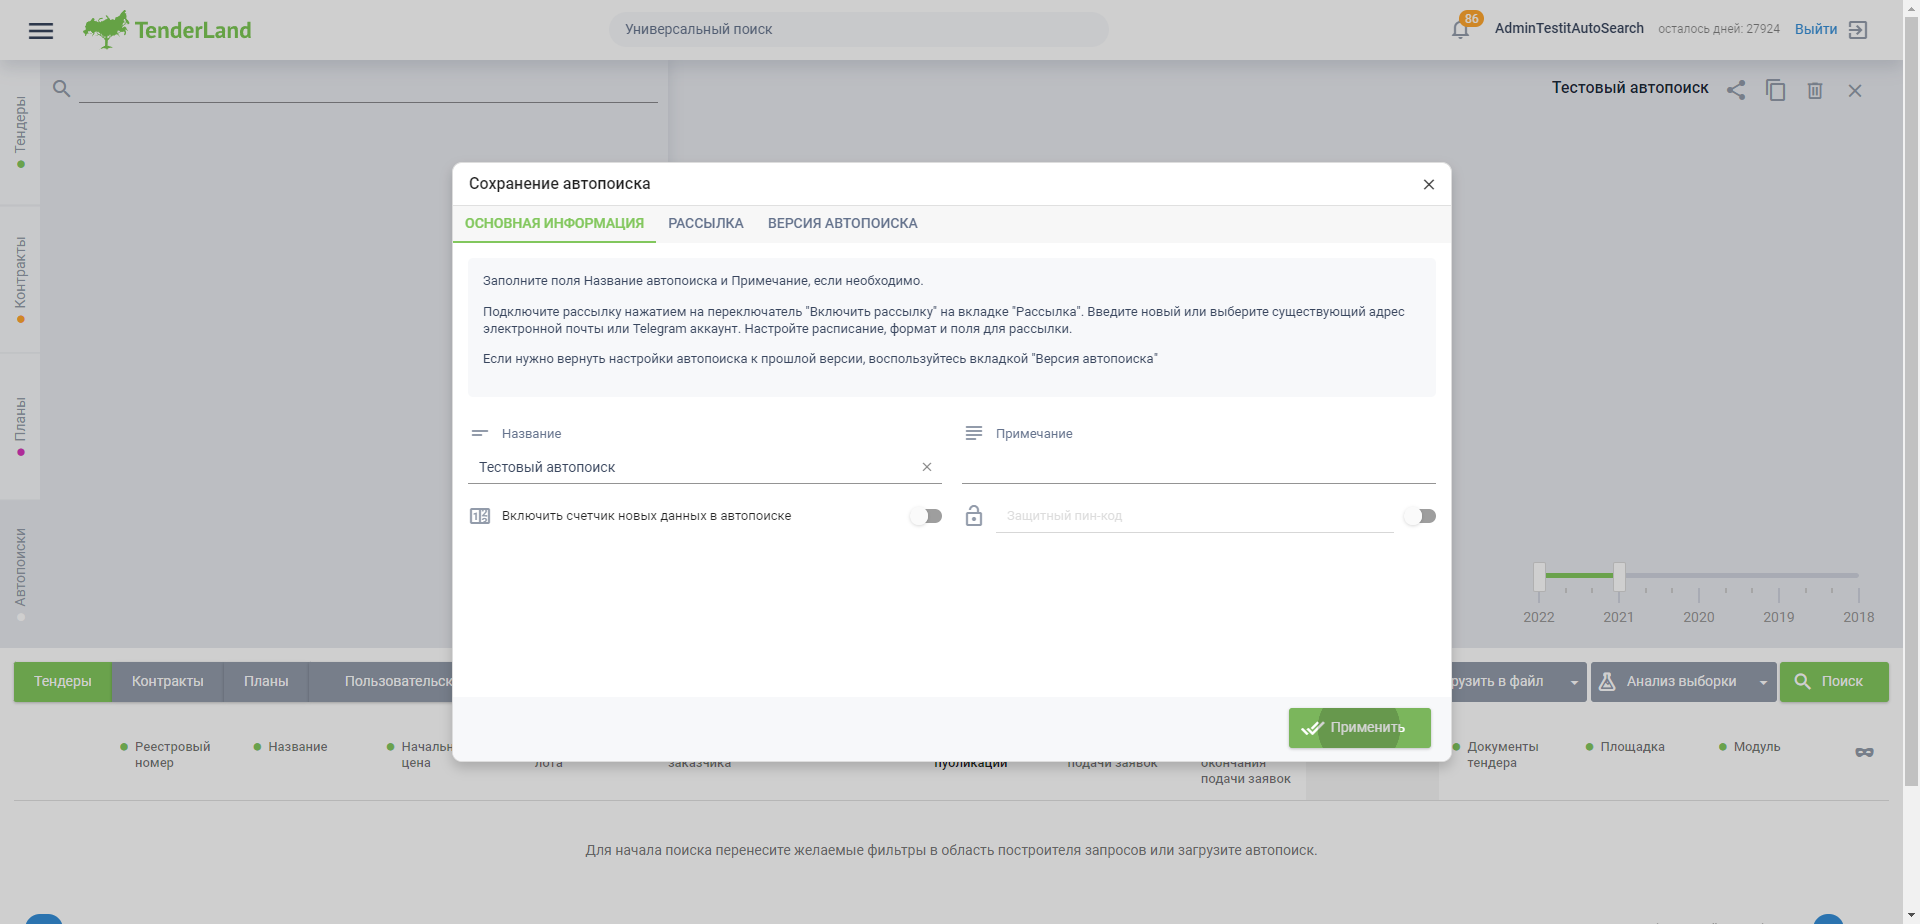 TenderLand
Универсальный поиск
86
AdminTestitAutoSearch
осталось дней: 27924
Выйти
Тендеры
Контракты
Планы
Автопоиски
Тестовый автопоиск
Сохранение автопоиска
ОСНОВНАЯ ИНФОРМАЦИЯ
РАССЫЛКА
ВЕРСИЯ АВТОПОИСКА
Заполните поля Название автопоиска и Примечание, если необходимо.
Подключите рассылку нажатием на переключатель "Включить рассылку" на вкладке "Рассылка". Введите новый или выберите существующий адрес
электронной почты или Telegram аккаунт. Настройте расписание, формат и поля для рассылки.
Если нужно вернуть настройки автопоиска к прошлой версии, воспользуйтесь вкладкой "Версия автопоиска"
Название
Примечание
Тестовый автопоиск
Включить счетчик новых данных в автопоиске
Защитный пин-код
Применить
2022
2021
2020
2019
2018
Тендеры
Контракты
Планы
Пользовательск
рузить в файл
Анализ выборки
Поиск
Реестровый
номер
Название
Началь
цена
лота
заказчика
публикации
подачи заявок
окончания
подачи заявок
Документы
тендера
Площадка
Модуль
Для начала поиска перенесите желаемые фильтры в область построителя запросов или загрузите автопоиск.